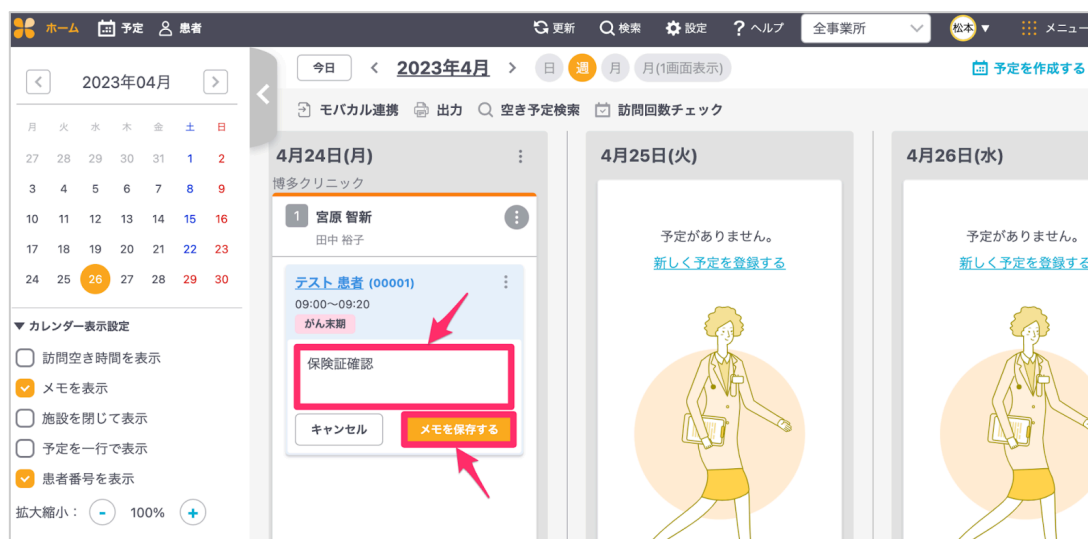 ホーム 予定 患者 更新 検索 設定 ? ヘルプ 全事業所 松本 ▼ メニュー
2023年04月
月 火 水 木 金 土 日
27 28 29 30 31 1 2
3 4 5 6 7 8 9
10 11 12 13 14 15 16
17 18 19 20 21 22 23
24 25 26 27 28 29 30
▼ カレンダー表示設定
訪問空き時間を表示
メモを表示
施設を閉じて表示
予定を一行で表示
患者番号を表示
拡大縮小： - 100% +
今日 < 2023年4月 > 日 週 月 月(1画面表示) 予定を作成する
モバカル連携 出力 空き予定検索 訪問回数チェック
4月24日(月)
博多クリニック
1 宮原 智新
田中 裕子
テスト 患者 (00001)
09:00〜09:20
がん末期
保険証確認
キャンセル メモを保存する
4月25日(火)
予定がありません。
新しく予定を登録する
4月26日(水)
予定がありません。
新しく予定を登録する